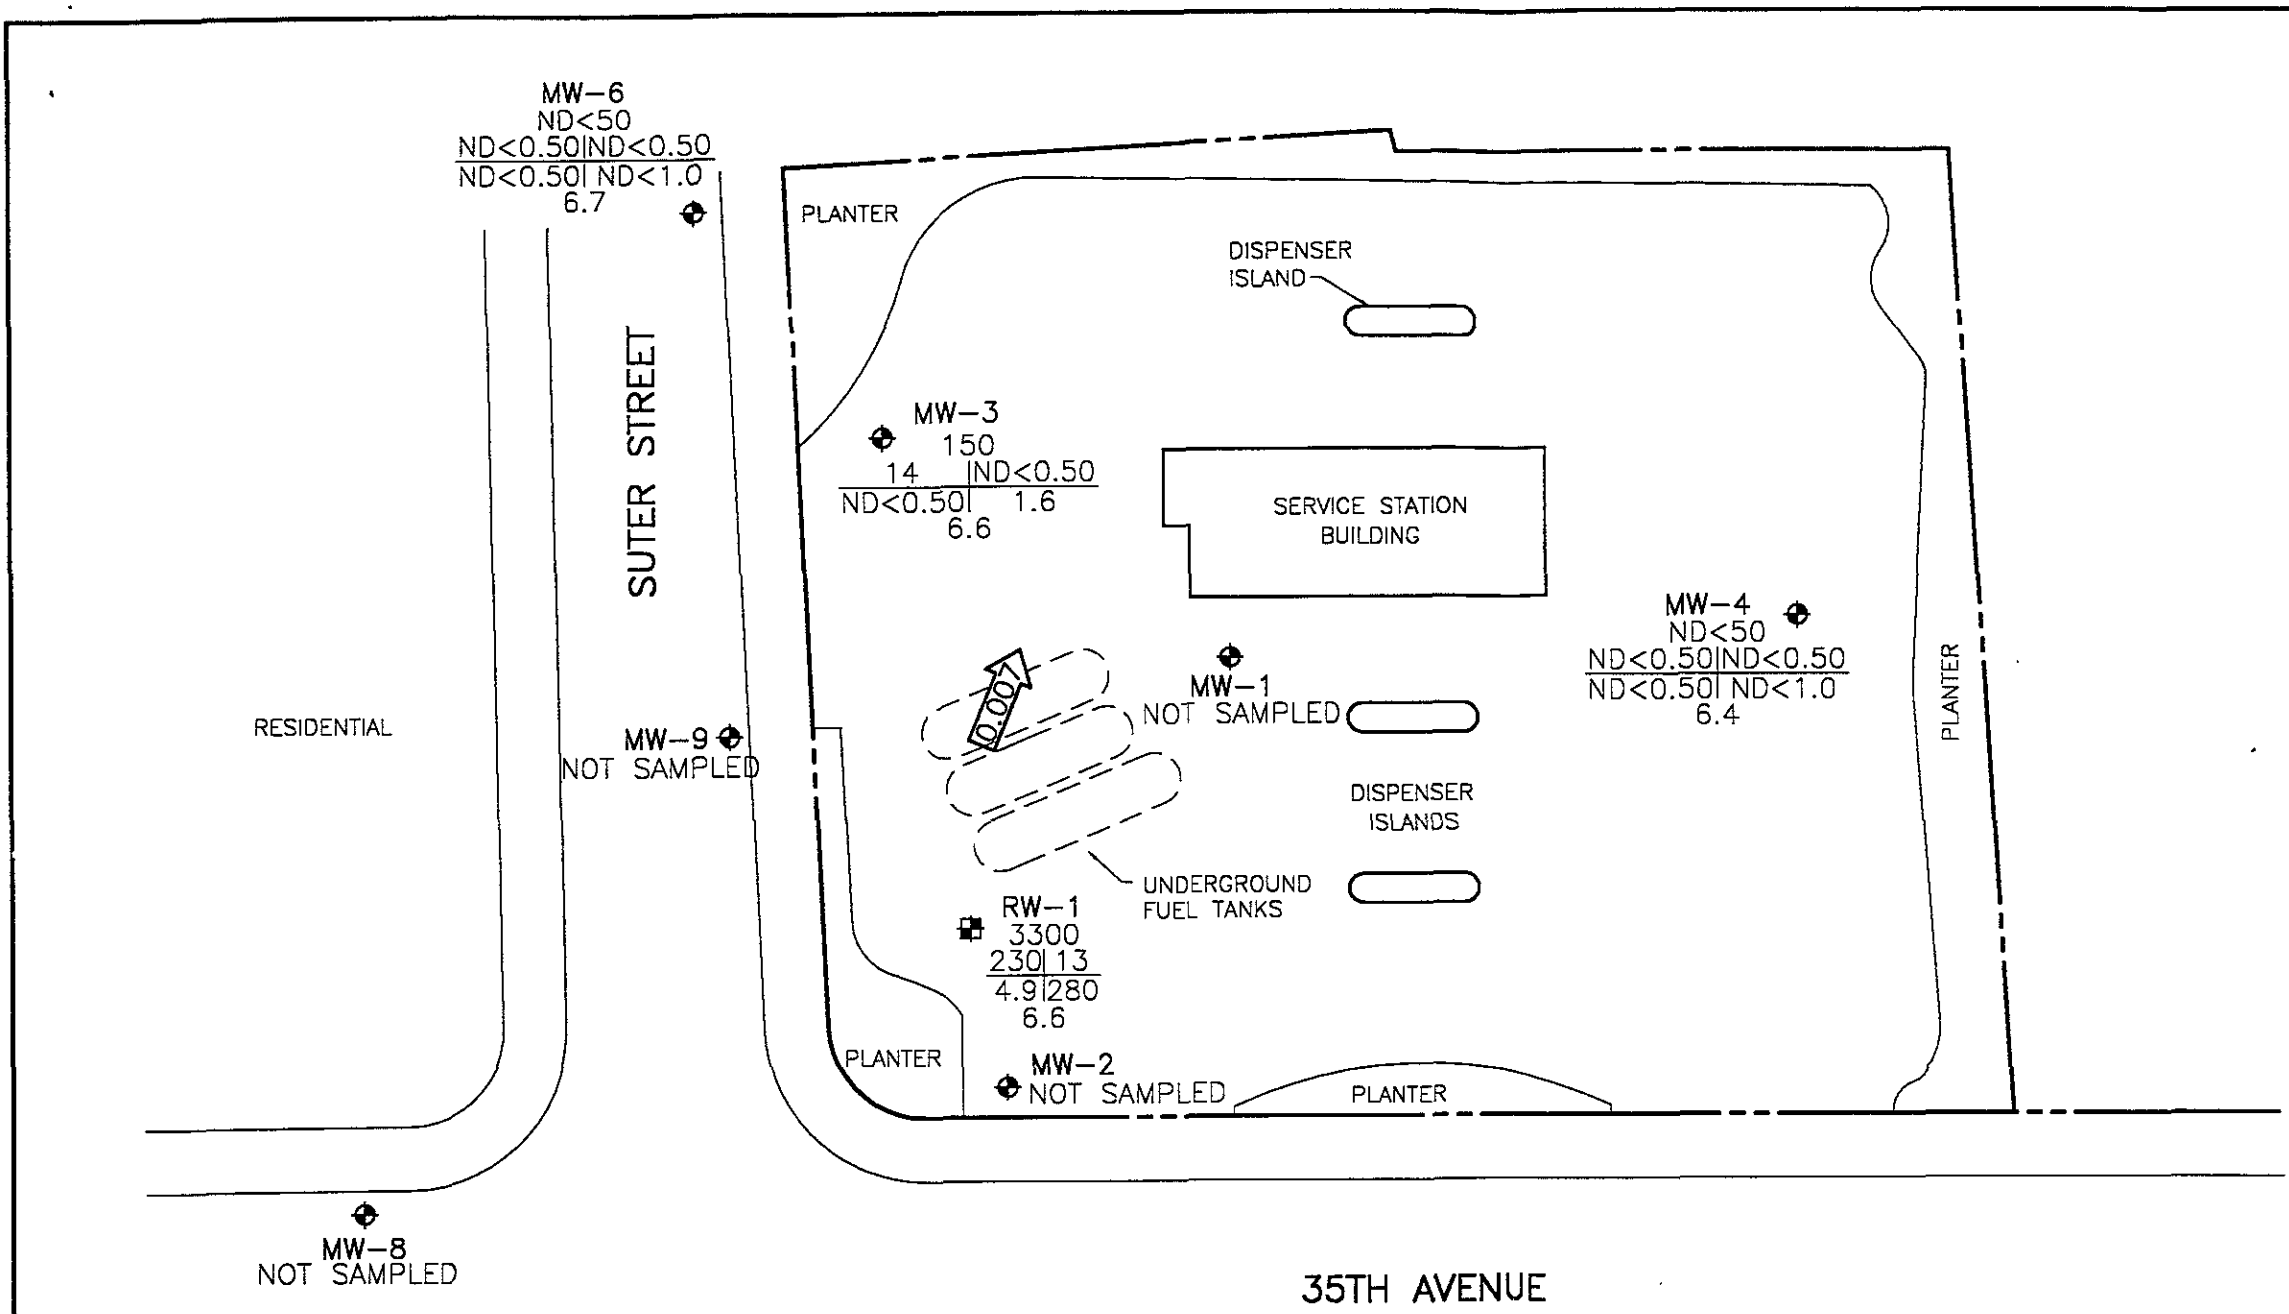 MW-6
ND<50
ND<0.50|ND<0.50
ND<0.50|ND<1.0
6.7
PLANTER
DISPENSER
ISLAND
SUTER STREET
MW-3
150
14|ND<0.50
ND<0.50|1.6
6.6
SERVICE STATION
BUILDING
MW-4
ND<50
ND<0.50|ND<0.50
ND<0.50|ND<1.0
6.4
PLANTER
0.007
MW-1
NOT SAMPLED
RESIDENTIAL
MW-9
NOT SAMPLED
DISPENSER
ISLANDS
UNDERGROUND
FUEL TANKS
RW-1
3300
230|13
4.9|280
6.6
PLANTER
MW-2
NOT SAMPLED
PLANTER
MW-8
NOT SAMPLED
35TH AVENUE